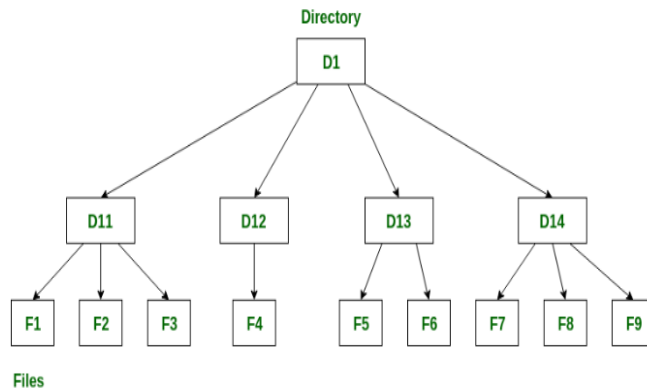 Directory
D1
D11 D12 D13 D14
F1 F2 F3 F4 F5 F6 F7 F8 F9
Files